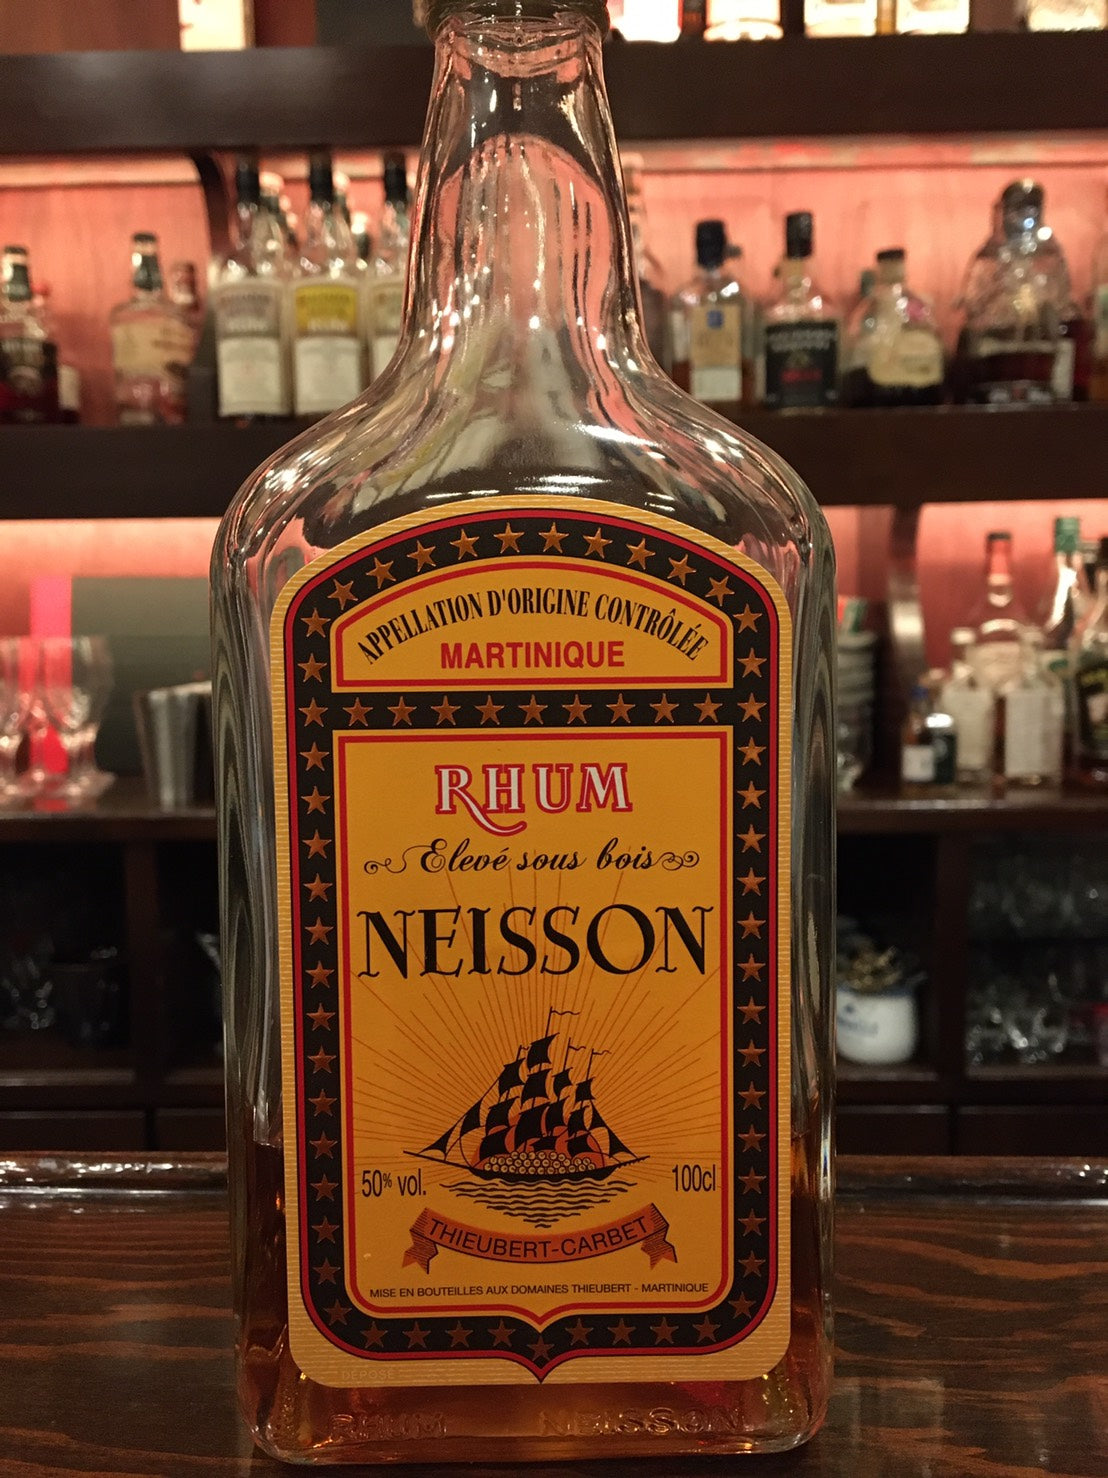 APPELLATION D'ORIGINE CONTRÔLÉE
MARTINIQUE
RHUM
Elevé sous bois
NEISSON
50% vol.
100cl
THIEUBERT-CARBET
MISE EN BOUTEILLES AUX DOMAINES THIEUBERT - MARTINIQUE
DEPOSE
RHUM NEISSON